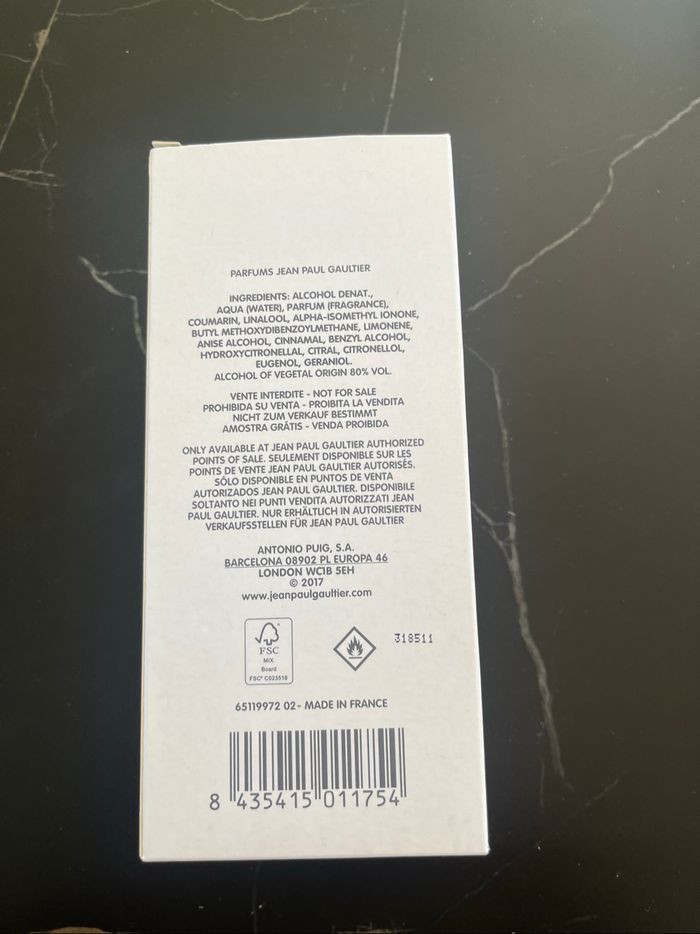 PARFUMS JEAN PAUL GAULTIER
INGREDIENTS: ALCOHOL DENAT.,
AQUA (WATER), PARFUM (FRAGRANCE),
COUMARIN, LINALOOL, ALPHA-ISOMETHYL IONONE,
BUTYL METHOXYDIBENZOYLMETHANE, LIMONENE,
ANISE ALCOHOL, CINNAMAL, BENZYL ALCOHOL,
HYDROXYCITRONELLAL, CITRAL, CITRONELLOL,
EUGENOL, GERANIOL.
ALCOHOL OF VEGETAL ORIGIN 80% VOL.
VENTE INTERDITE - NOT FOR SALE
PROHIBIDA SU VENTA - PROIBITA LA VENDITA
NICHT ZUM VERKAUF BESTIMMT
AMOSTRA GRÁTIS - VENDA PROIBIDA
ONLY AVAILABLE AT JEAN PAUL GAULTIER AUTHORIZED
POINTS OF SALE. SEULEMENT DISPONIBLE SUR LES
POINTS DE VENTE JEAN PAUL GAULTIER AUTORISÉS.
SÓLO DISPONIBLE EN PUNTOS DE VENTA
AUTORIZADOS JEAN PAUL GAULTIER. DISPONIBILE
SOLTANTO NEI PUNTI VENDITA AUTORIZZATI JEAN
PAUL GAULTIER. NUR ERHÄLTLICH IN AUTORISIERTEN
VERKAUFSSTELLEN FÜR JEAN PAUL GAULTIER
ANTONIO PUIG, S.A.
BARCELONA 08902 PL EUROPA 46
LONDON WC1B 5EH
© 2017
www.jeanpaulgaultier.com
FSC
MIX
Board
FSC® C023518
318511
65119972 02 - MADE IN FRANCE
8 435415 011754